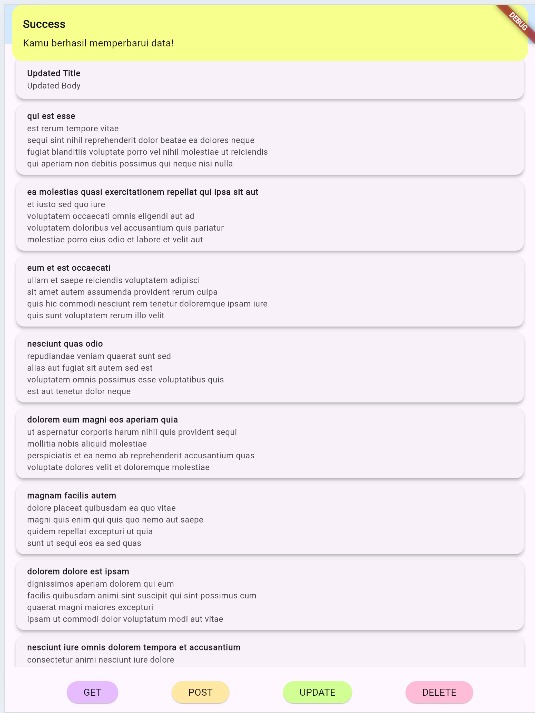 Success
DEBUG
Kamu berhasil memperbarui data!
Updated Title
Updated Body
qui est esse
est rerum tempore vitae
sequi sint nihil reprehenderit dolor beatae ea dolores neque
fugiat blanditiis voluptate porro vel nihil molestiae ut reiciendis
qui aperiam non debitis possimus qui neque nisi nulla
ea molestias quasi exercitationem repellat qui ipsa sit aut
et iusto sed quo iure
voluptatem occaecati omnis eligendi aut ad
voluptatem doloribus vel accusantium quis pariatur
molestiae porro eius odio et labore et velit aut
eum et est occaecati
ullam et saepe reiciendis voluptatem adipisci
sit amet autem assumenda provident rerum culpa
quis hic commodi nesciunt rem tenetur doloremque ipsam iure
quis sunt voluptatem rerum illo velit
nesciunt quas odio
repudiandae veniam quaerat sunt sed
alias aut fugiat sit autem sed est
voluptatem omnis possimus esse voluptatibus quis
est aut tenetur dolor neque
dolorem eum magni eos aperiam quia
ut aspernatur corporis harum nihil quis provident sequi
mollitia nobis aliquid molestiae
perspiciatis et ea nemo ab reprehenderit accusantium quas
voluptate dolores velit et doloremque molestiae
magnam facilis autem
dolore placeat quibusdam ea quo vitae
magni quis enim qui quis quo nemo aut saepe
quidem repellat excepturi ut quia
sunt ut sequi eos ea sed quas
dolorem dolore est ipsam
dignissimos aperiam dolorem qui eum
facilis quibusdam animi sint suscipit qui sint possimus cum
quaerat magni maiores excepturi
ipsam ut commodi dolor voluptatum modi aut vitae
nesciunt iure omnis dolorem tempora et accusantium
consectetur animi nesciunt iure dolore
GET POST UPDATE DELETE